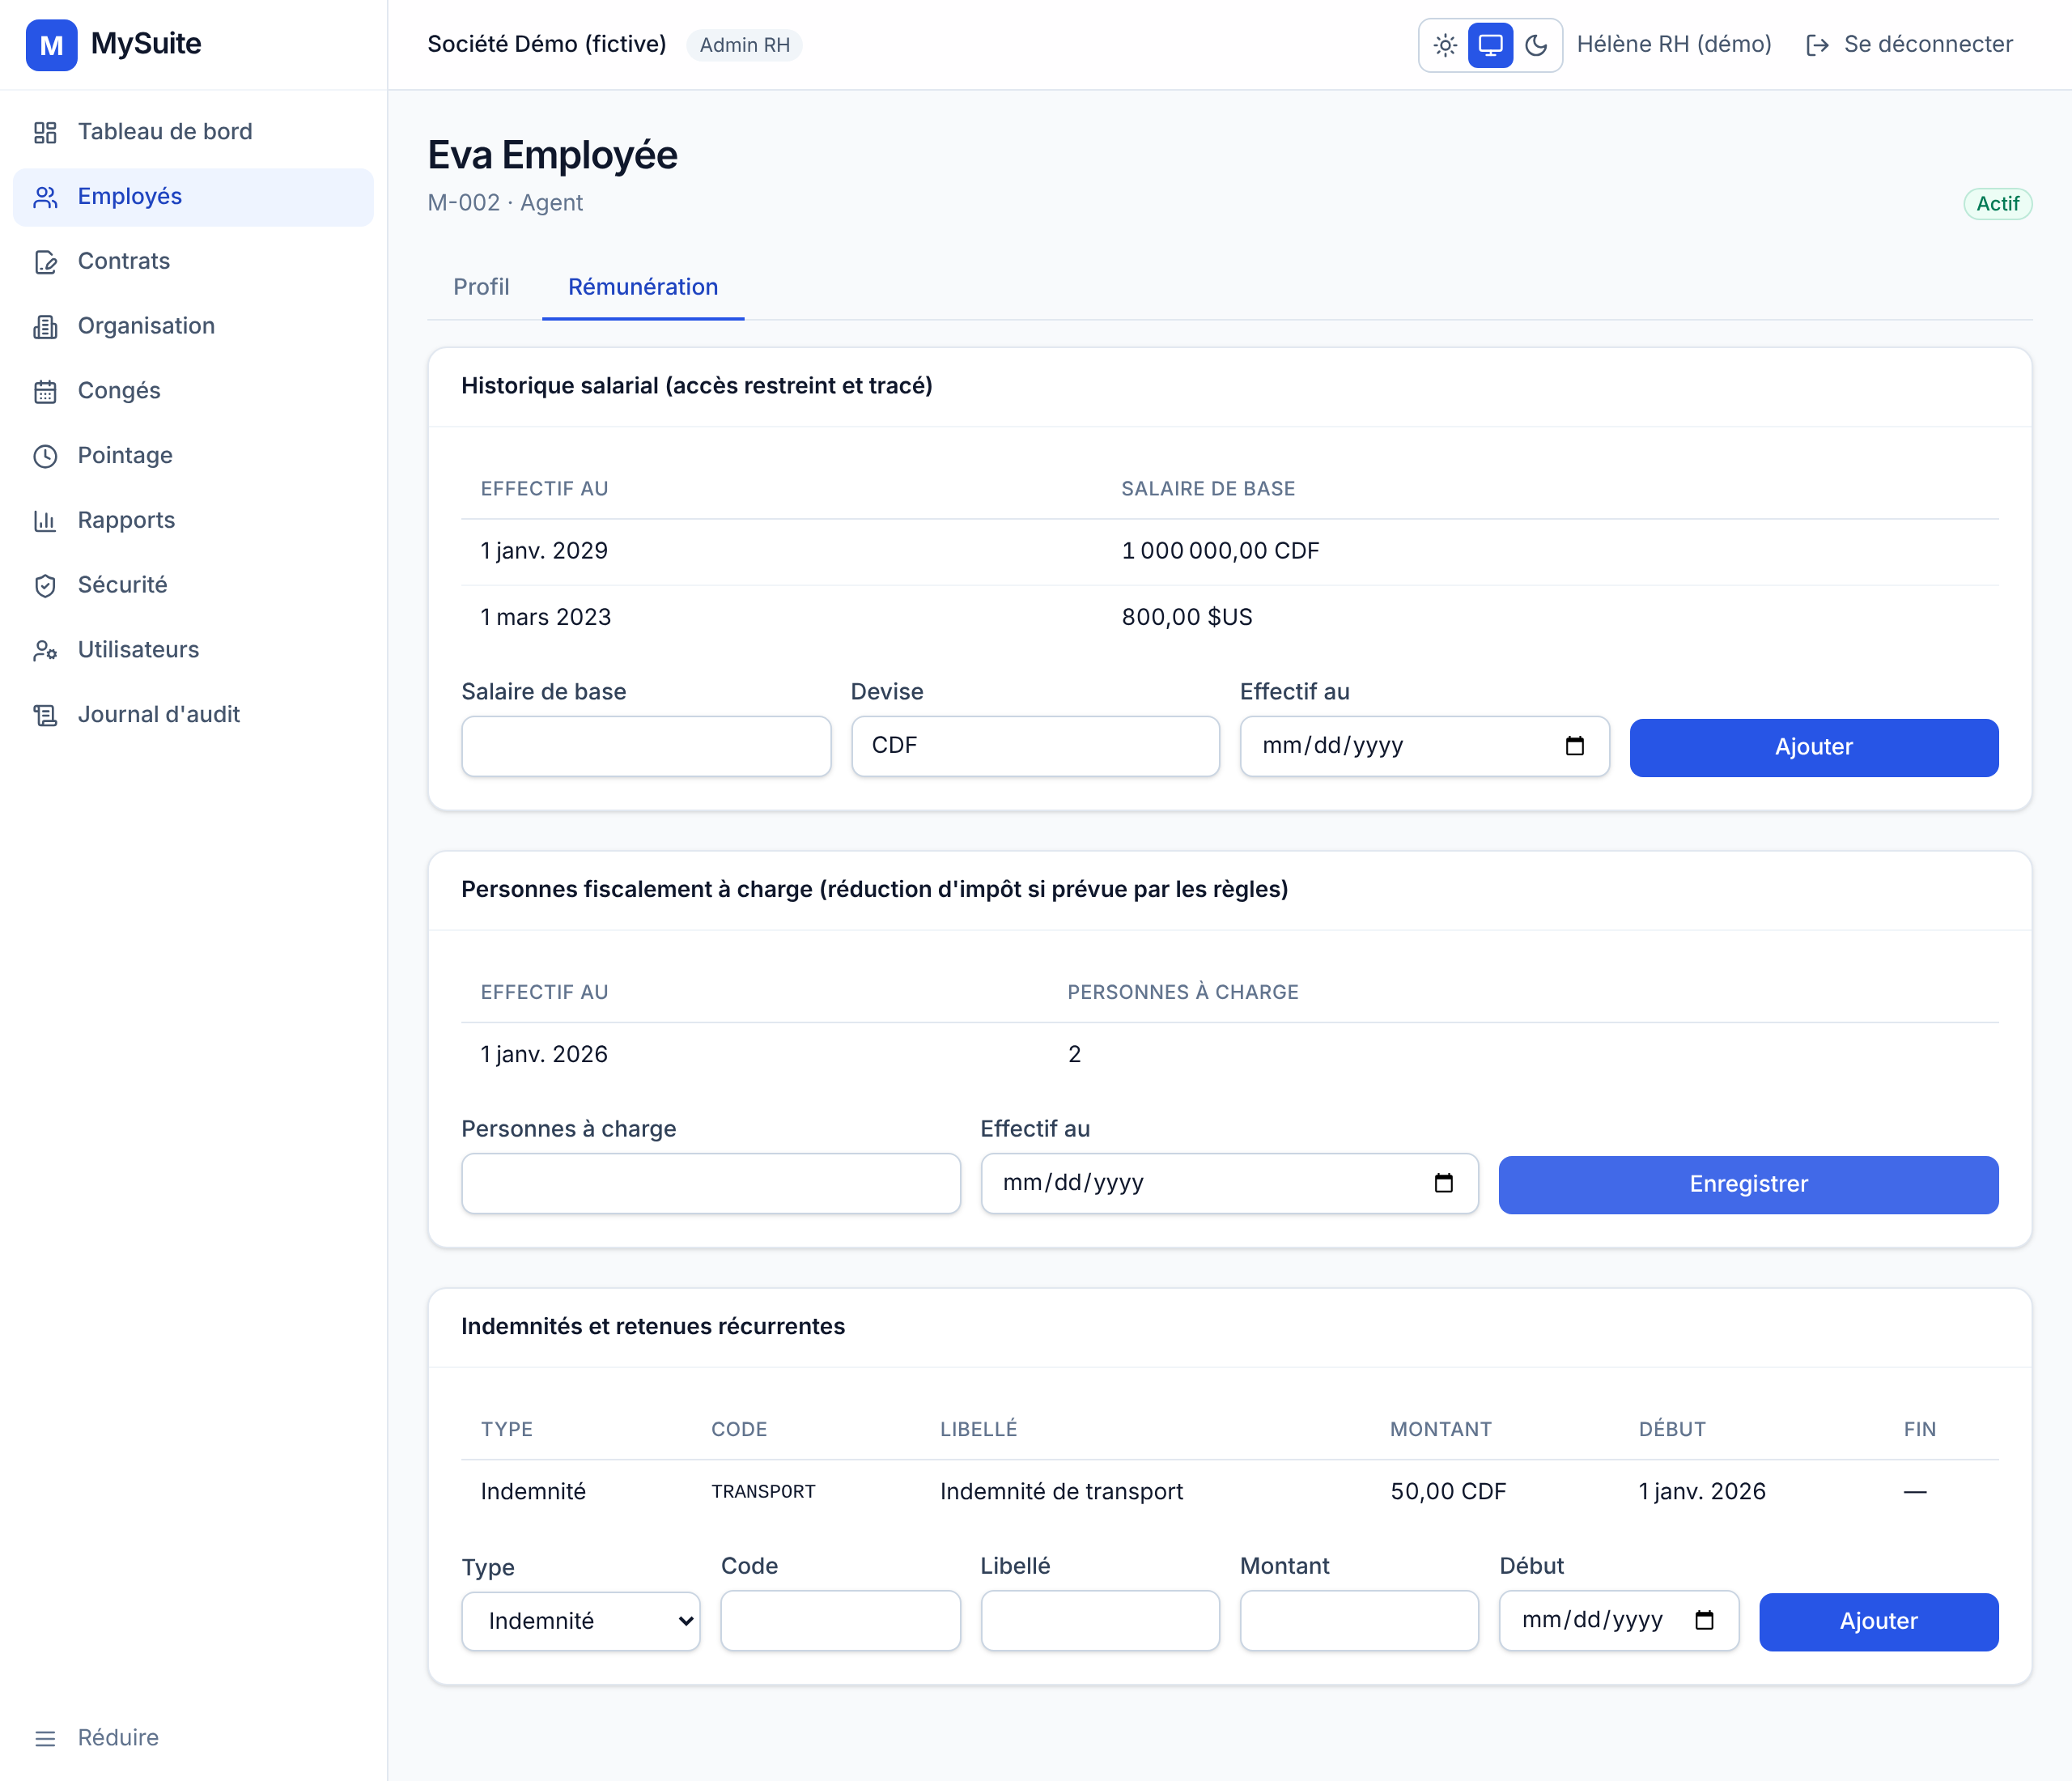 M MySuite
Société Démo (fictive) Admin RH Hélène RH (démo) Se déconnecter
Tableau de bord
Employés
Contrats
Organisation
Congés
Pointage
Rapports
Sécurité
Utilisateurs
Journal d'audit
Réduire
Eva Employée
M-002 · Agent
Actif
Profil Rémunération
Historique salarial (accès restreint et tracé)
EFFECTIF AU SALAIRE DE BASE
1 janv. 2029 1 000 000,00 CDF
1 mars 2023 800,00 $US
Salaire de base Devise Effectif au
CDF mm/dd/yyyy Ajouter
Personnes fiscalement à charge (réduction d'impôt si prévue par les règles)
EFFECTIF AU PERSONNES À CHARGE
1 janv. 2026 2
Personnes à charge Effectif au
mm/dd/yyyy Enregistrer
Indemnités et retenues récurrentes
TYPE CODE LIBELLÉ MONTANT DÉBUT FIN
Indemnité TRANSPORT Indemnité de transport 50,00 CDF 1 janv. 2026 —
Type Code Libellé Montant Début
Indemnité mm/dd/yyyy Ajouter